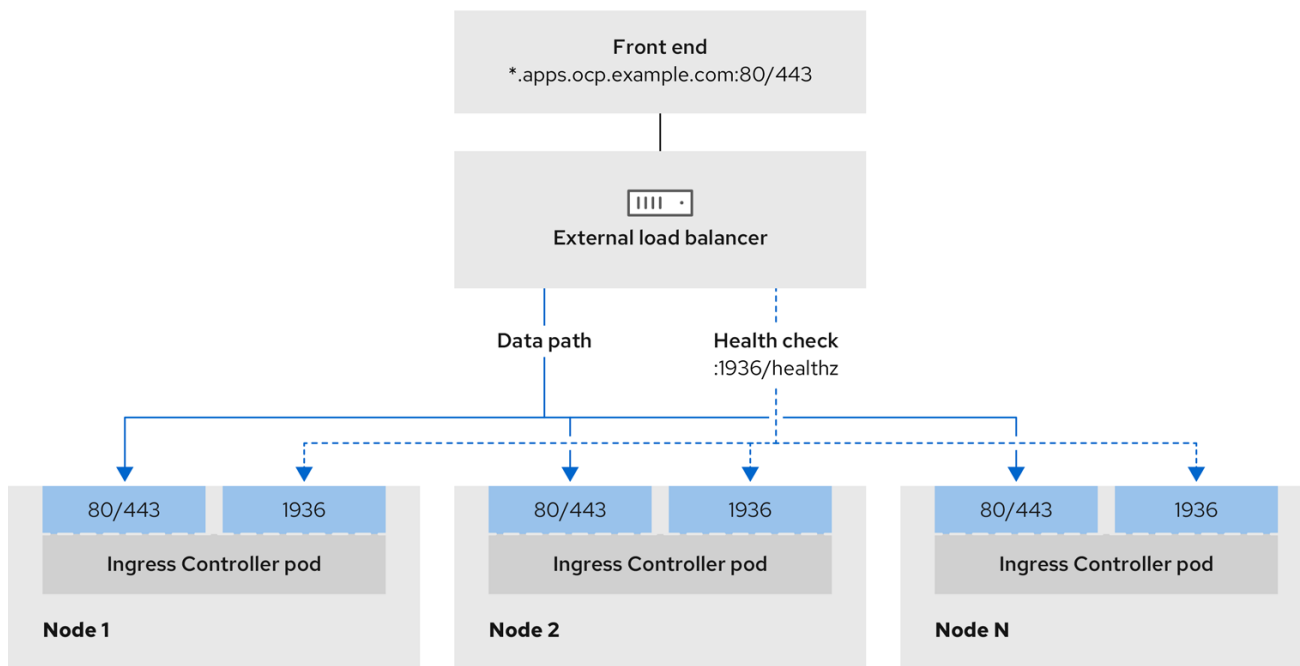 Front end
*.apps.ocp.example.com:80/443
External load balancer
Data path
Health check
:1936/healthz
80/443
1936
80/443
1936
80/443
1936
Ingress Controller pod
Ingress Controller pod
Ingress Controller pod
Node 1
Node 2
Node N